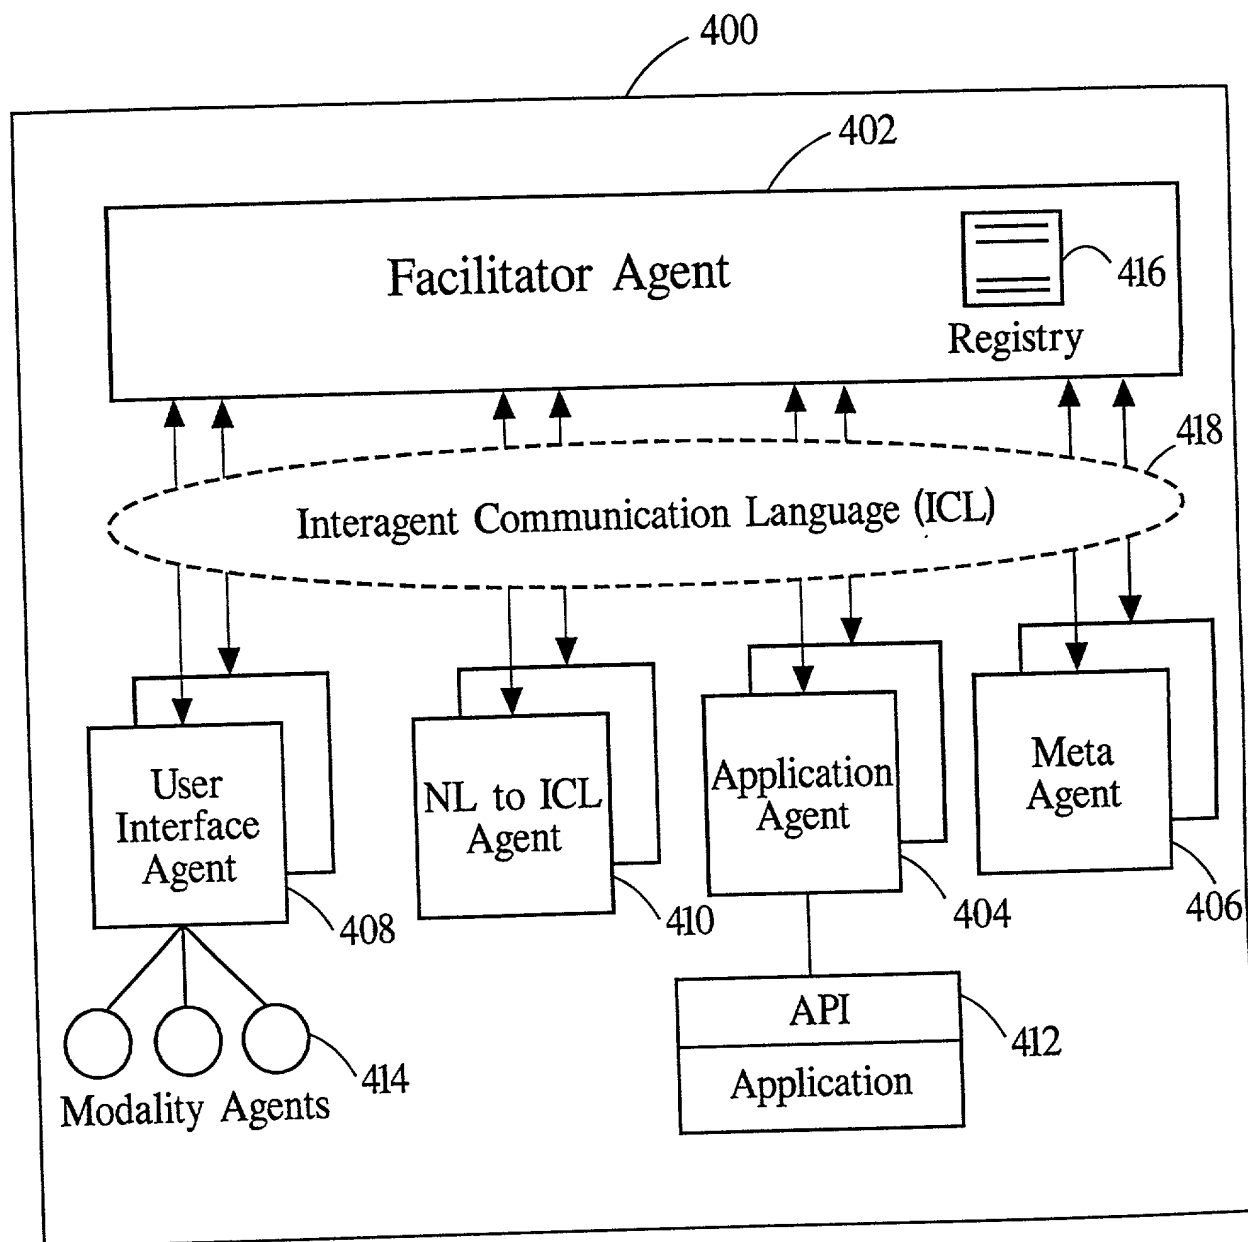 400
402
Facilitator Agent
416
Registry
418
Interagent Communication Language (ICL)
User
Interface
Agent
408
NL to ICL
Agent
410
Application
Agent
404
Meta
Agent
406
API
412
Application
414
Modality Agents